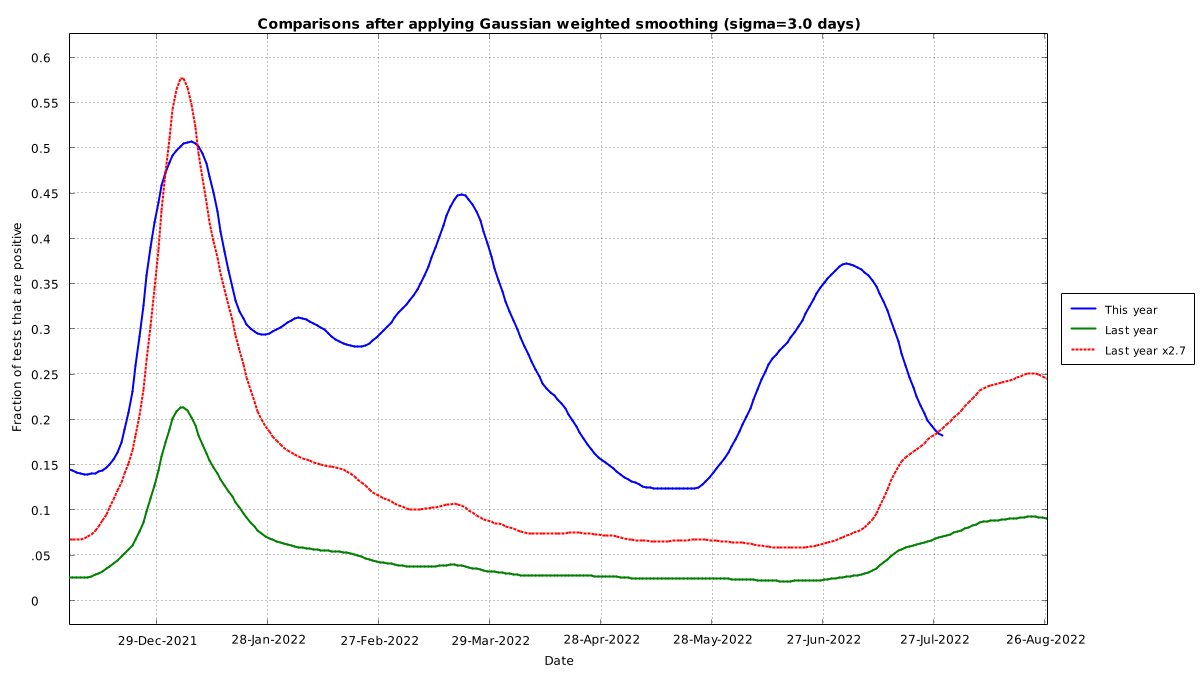 Comparisons after applying Gaussian weighted smoothing (sigma=3.0 days)
Fraction of tests that are positive
0.6
0.55
0.5
0.45
0.4
0.35
0.3
0.25
0.2
0.15
0.1
.05
0
29-Dec-2021 28-Jan-2022 27-Feb-2022 29-Mar-2022 28-Apr-2022 28-May-2022 27-Jun-2022 27-Jul-2022 26-Aug-2022
Date
This year
Last year
Last year x2.7